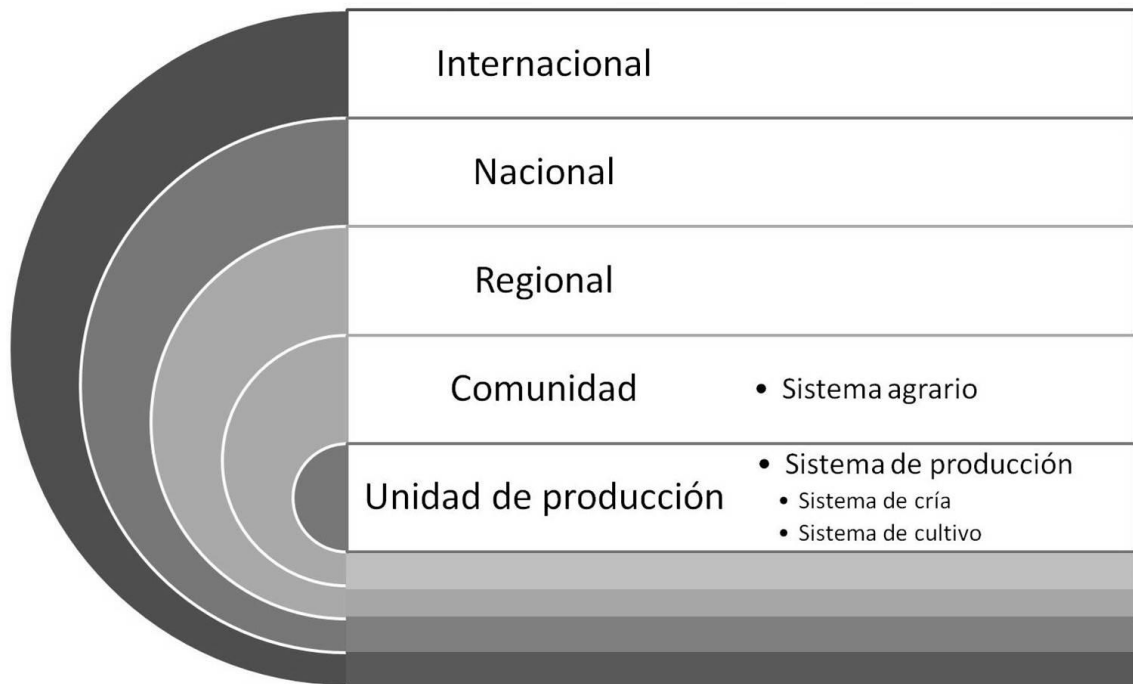 Internacional
Nacional
Regional
Comunidad
• Sistema agrario
Unidad de producción
• Sistema de producción
• Sistema de cría
• Sistema de cultivo